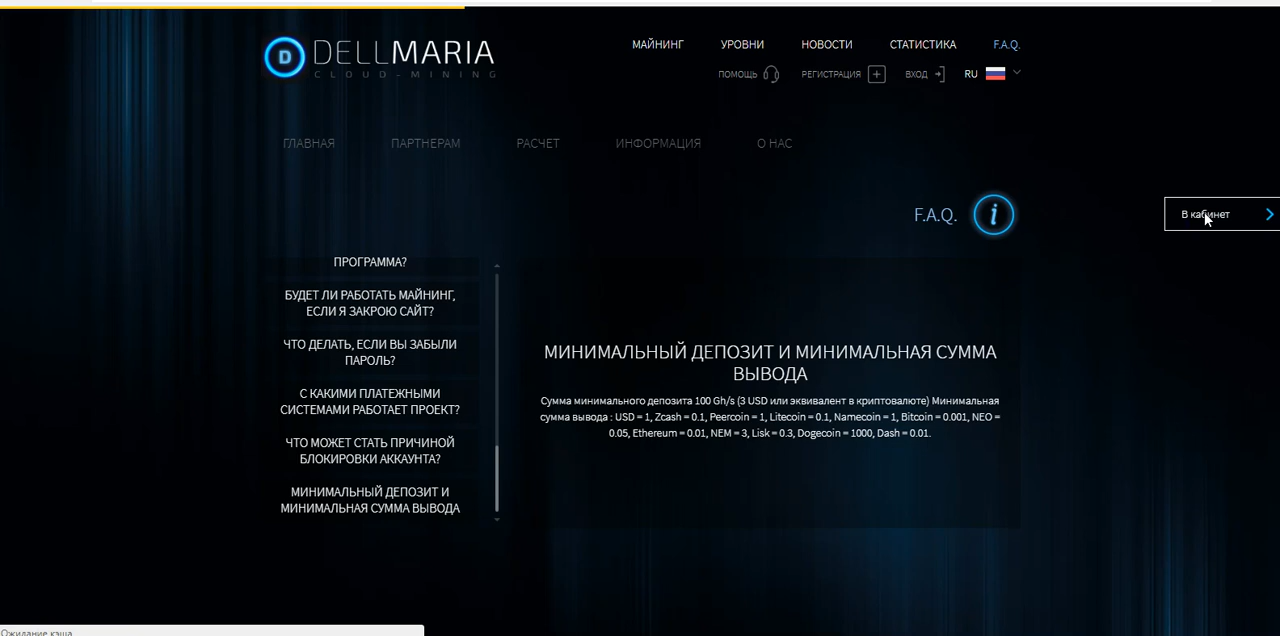 DELLMARIA
CLOUD-MINING
МАЙНИНГ УРОВНИ НОВОСТИ СТАТИСТИКА F.A.Q.
ПОМОЩЬ РЕГИСТРАЦИЯ ВХОД RU
ГЛАВНАЯ ПАРТНЕРАМ РАСЧЕТ ИНФОРМАЦИЯ О НАС
F.A.Q.
В кабинет
ПРОГРАММА?
БУДЕТ ЛИ РАБОТАТЬ МАЙНИНГ,
ЕСЛИ Я ЗАКРОЮ САЙТ?
ЧТО ДЕЛАТЬ, ЕСЛИ ВЫ ЗАБЫЛИ
ПАРОЛЬ?
С КАКИМИ ПЛАТЕЖНЫМИ
СИСТЕМАМИ РАБОТАЕТ ПРОЕКТ?
ЧТО МОЖЕТ СТАТЬ ПРИЧИНОЙ
БЛОКИРОВКИ АККАУНТА?
МИНИМАЛЬНЫЙ ДЕПОЗИТ И
МИНИМАЛЬНАЯ СУММА ВЫВОДА
МИНИМАЛЬНЫЙ ДЕПОЗИТ И МИНИМАЛЬНАЯ СУММА
ВЫВОДА
Сумма минимального депозита 100 Gh/s (3 USD или эквивалент в криптовалюте) Минимальная
сумма вывода : USD = 1, Zcash = 0.1, Peercoin = 1, Litecoin = 0.1, Namecoin = 1, Bitcoin = 0.001, NEO =
0.05, Ethereum = 0.01, NEM = 3, Lisk = 0.3, Dogecoin = 1000, Dash = 0.01.
Ожидание кэша